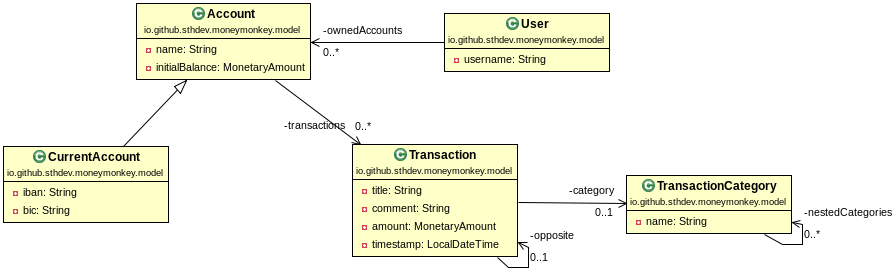 C Account
io.github.sthdev.moneymonkey.model
name: String
initialBalance: MonetaryAmount
-ownedAccounts
0..*
C User
io.github.sthdev.moneymonkey.model
username: String
-transactions 0..*
C CurrentAccount
io.github.sthdev.moneymonkey.model
iban: String
bic: String
C Transaction
io.github.sthdev.moneymonkey.model
title: String
comment: String
amount: MonetaryAmount
timestamp: LocalDateTime
-opposite
0..1
-category
0..1
C TransactionCategory
io.github.sthdev.moneymonkey.model
name: String
-nestedCategories
0..*